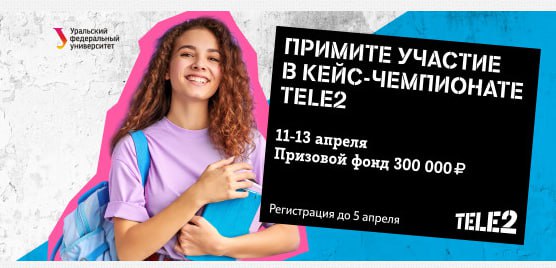 Уральский
федеральный
университет
ПРИМИТЕ УЧАСТИЕ
В КЕЙС-ЧЕМПИОНАТЕ
TELE2
11-13 апреля
Призовой фонд 300 000 ₽
Регистрация до 5 апреля
TELE2